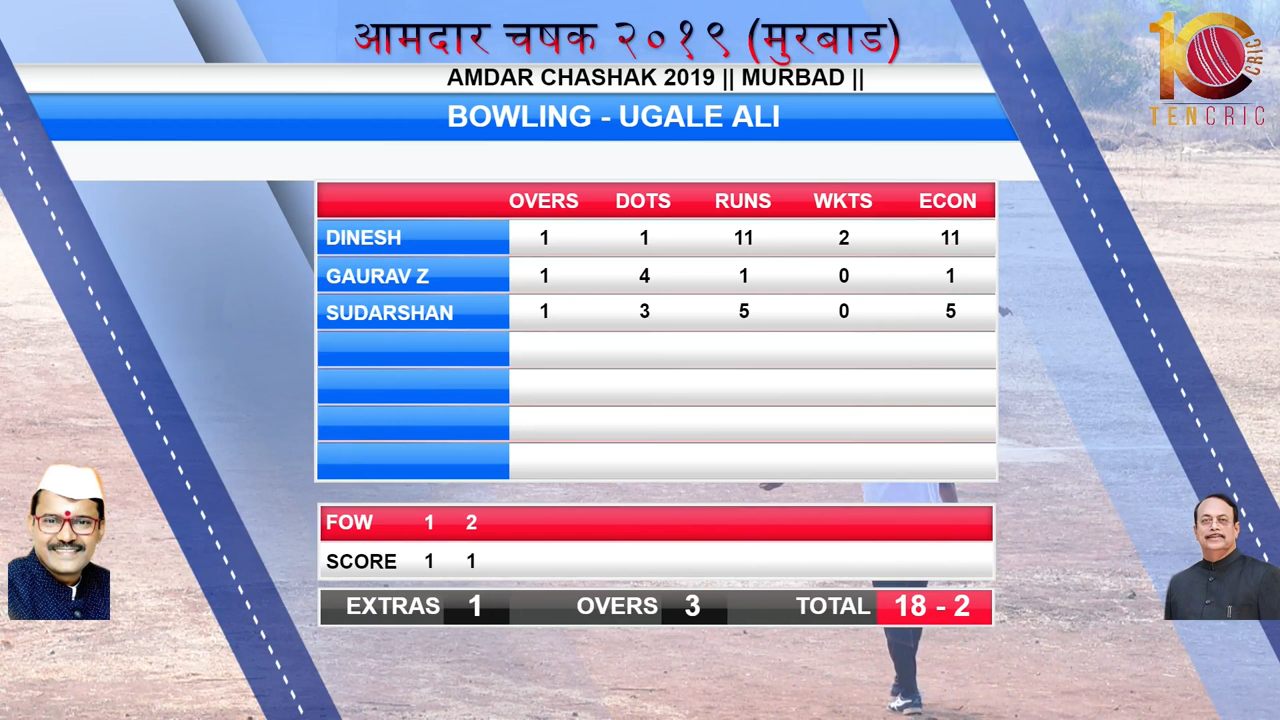 आमदार चषक २०१९ (मुरबाड)
AMDAR CHASHAK 2019 || MURBAD ||
BOWLING - UGALE ALI
10 CRIC
TENCRIC
OVERS DOTS RUNS WKTS ECON
DINESH 1 1 11 2 11
GAURAV Z 1 4 1 0 1
SUDARSHAN 1 3 5 0 5
FOW 1 2
SCORE 1 1
EXTRAS 1 OVERS 3 TOTAL 18 - 2